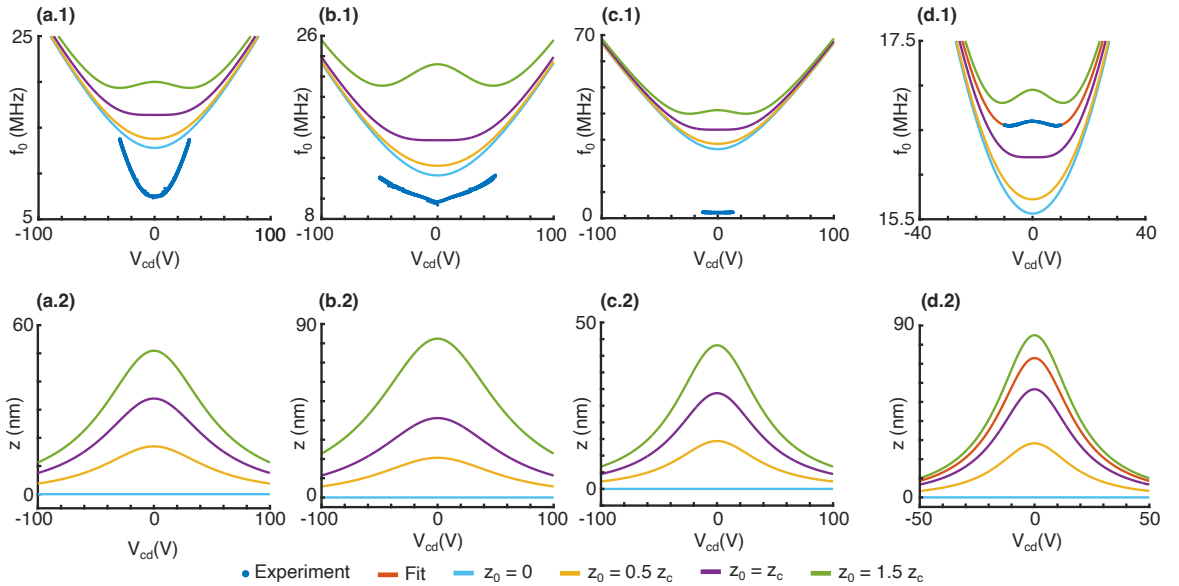 (a.1)
25
f0 (MHz)
5
-100
0
100
Vcd(V)
(b.1)
26
f0 (MHz)
8
-100
0
100
Vcd(V)
(c.1)
70
f0 (MHz)
0
-100
0
100
Vcd(V)
(d.1)
17.5
f0 (MHz)
15.5
-40
0
40
Vcd(V)
(a.2)
60
z (nm)
0
-100
0
100
Vcd(V)
(b.2)
90
z (nm)
0
-100
0
100
Vcd(V)
(c.2)
50
z (nm)
0
-100
0
100
Vcd(V)
(d.2)
90
z (nm)
0
-50
0
50
Vcd(V)
Experiment
Fit
z0 = 0
z0 = 0.5 zc
z0 = zc
z0 = 1.5 zc